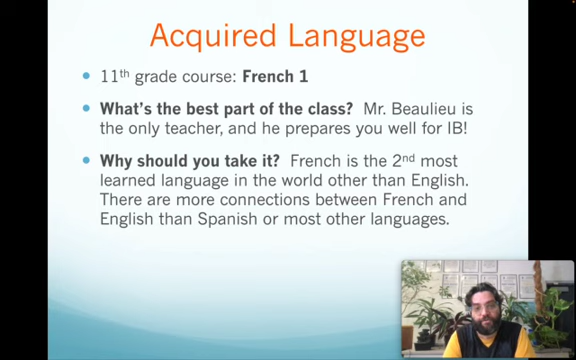 Acquired Language
• 11th grade course: French 1
• What's the best part of the class? Mr. Beaulieu is
the only teacher, and he prepares you well for IB!
• Why should you take it? French is the 2nd most
learned language in the world other than English.
There are more connections between French and
English than Spanish or most other languages.